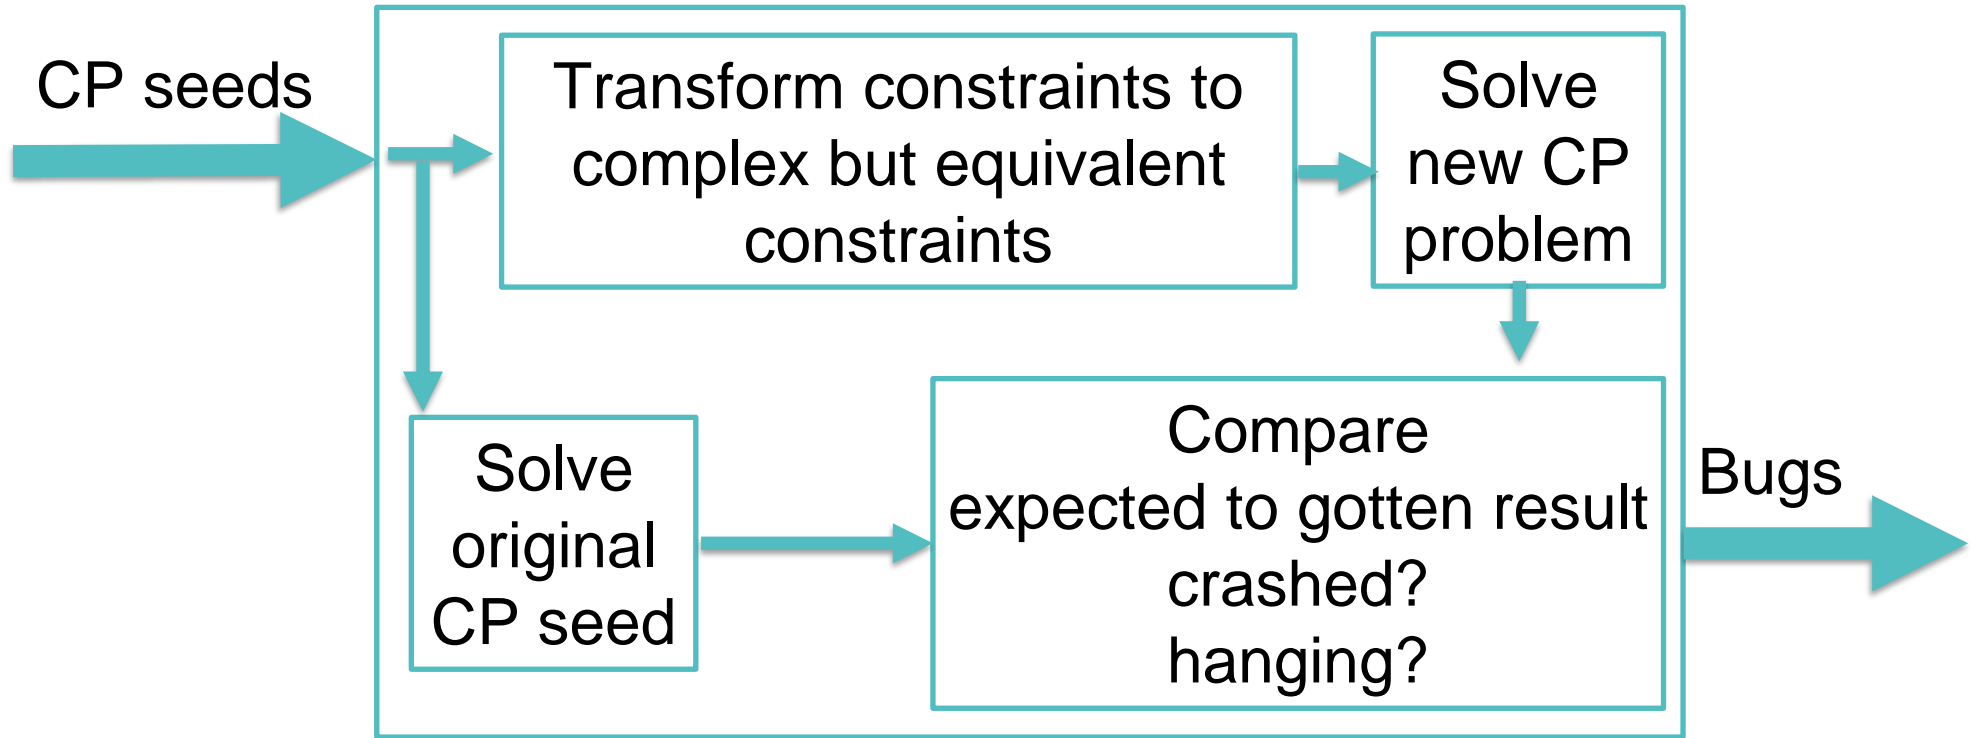 CP seeds
Transform constraints to
complex but equivalent
constraints
Solve
new CP
problem
Solve
original
CP seed
Compare
expected to gotten result
crashed?
hanging?
Bugs